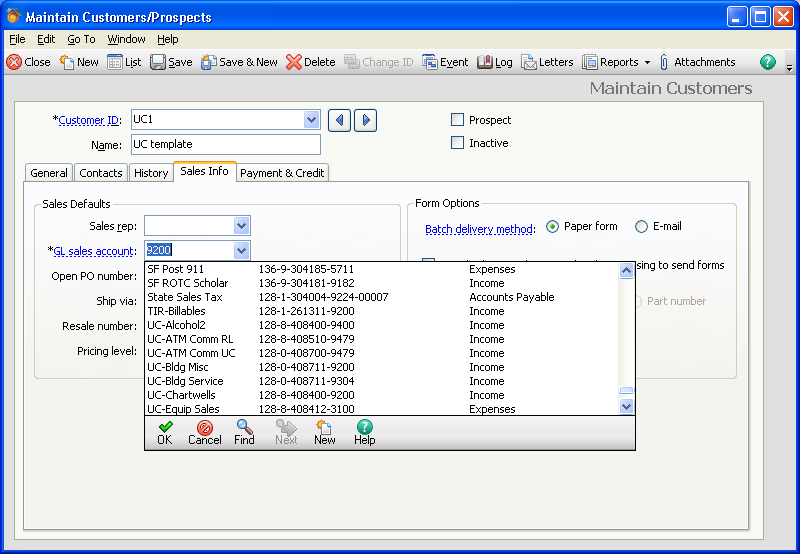 Maintain Customers/Prospects
File Edit Go To Window Help
Close New List Save Save & New Delete Change ID Event Log Letters Reports Attachments
Maintain Customers
*Customer ID: UC1 Prospect
Name: UC template Inactive
General Contacts History Sales Info Payment & Credit
Sales Defaults Form Options
Sales rep: Batch delivery method: Paper form E-mail
*GL sales account: 9200
Open PO number: sing to send forms
Ship via: Part number
Resale number:
Pricing level:
SF Post 911 136-9-304185-5711 Expenses
SF ROTC Scholar 136-9-304181-9182 Income
State Sales Tax 128-1-304004-9224-00007 Accounts Payable
TIR-Billables 128-1-261311-9200 Income
UC-Alcohol2 128-8-408400-9400 Income
UC-ATM Comm RL 128-8-408510-9479 Income
UC-ATM Comm UC 128-0-408700-9479 Income
UC-Bldg Misc 128-0-408711-9200 Income
UC-Bldg Service 128-8-408711-9304 Income
UC-Chartwells 128-8-408400-9200 Income
UC-Equip Sales 128-8-408412-3100 Expenses
OK Cancel Find Next New Help